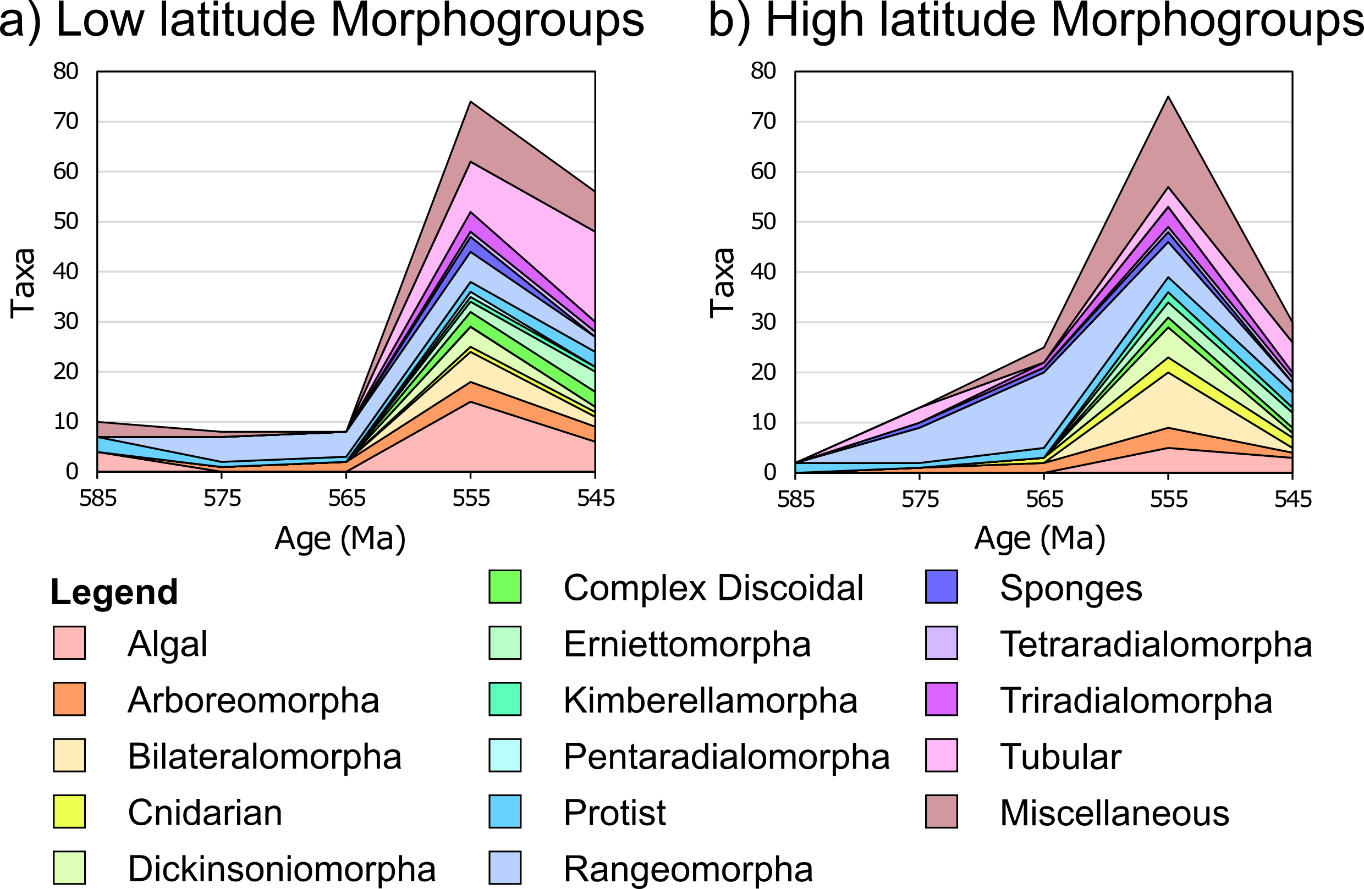 a) Low latitude Morphogroups
b) High latitude Morphogroups
80
70
60
50
40
30
20
10
0
Taxa
585
575
565
555
545
Age (Ma)
80
70
60
50
40
30
20
10
0
Taxa
585
575
565
555
545
Age (Ma)
Legend
Algal
Arboreomorpha
Bilateralomorpha
Cnidarian
Dickinsoniomorpha
Complex Discoidal
Erniettomorpha
Kimberellamorpha
Pentaradialomorpha
Protist
Rangeomorpha
Sponges
Tetraradialomorpha
Triradialomorpha
Tubular
Miscellaneous